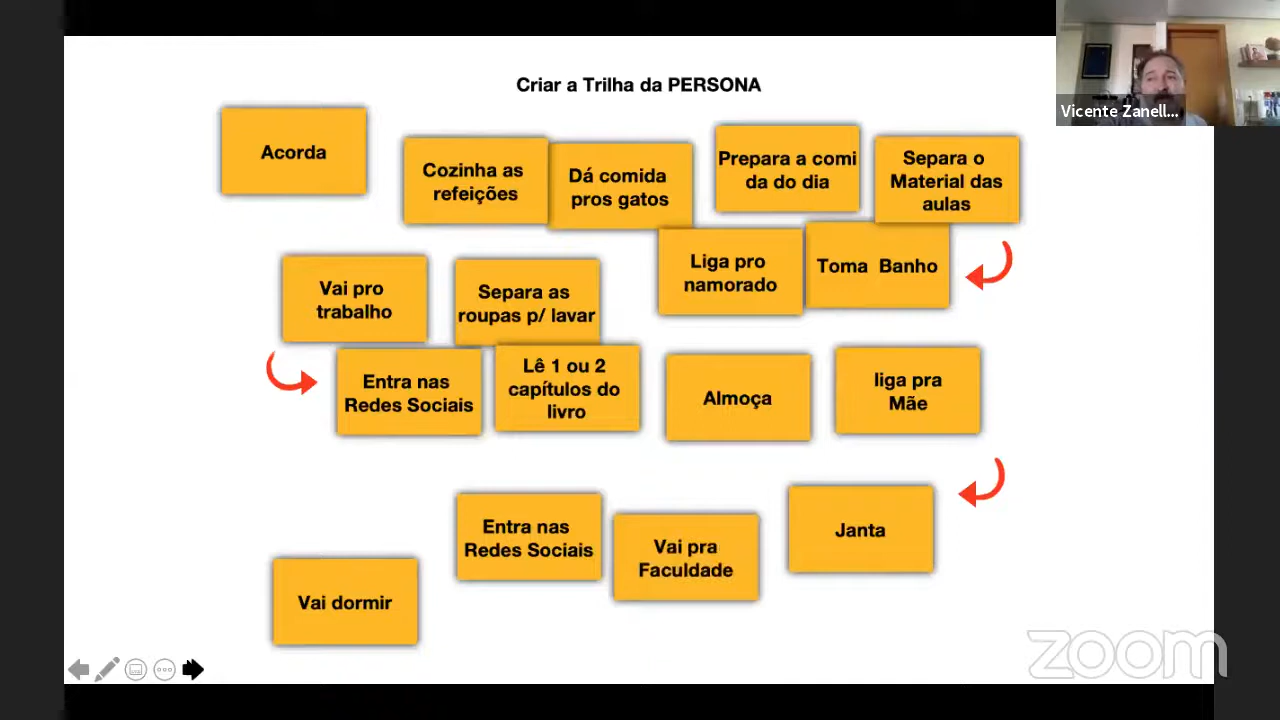 Criar a Trilha da PERSONA
Vicente Zanell...
Acorda
Cozinha as
refeições
Dá comida
pros gatos
Prepara a comi
da do dia
Separa o
Material das
aulas
Toma Banho
Liga pro
namorado
Separa as
roupas p/ lavar
Vai pro
trabalho
Entra nas
Redes Sociais
Lê 1 ou 2
capítulos do
livro
Almoça
liga pra
Mãe
Janta
Vai pra
Faculdade
Entra nas
Redes Sociais
Vai dormir
zoom